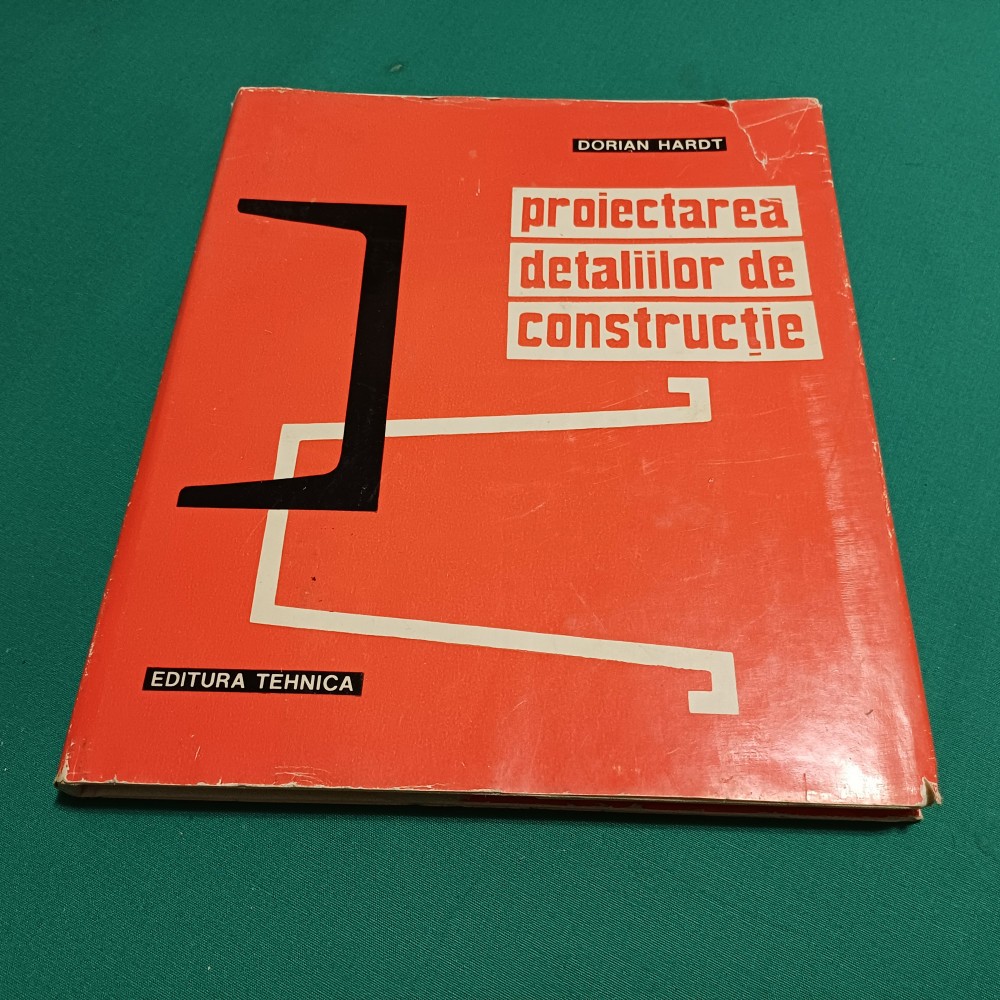 DORIAN HARDT
proiectarea
detaliilor de
construcție
EDITURA TEHNICA